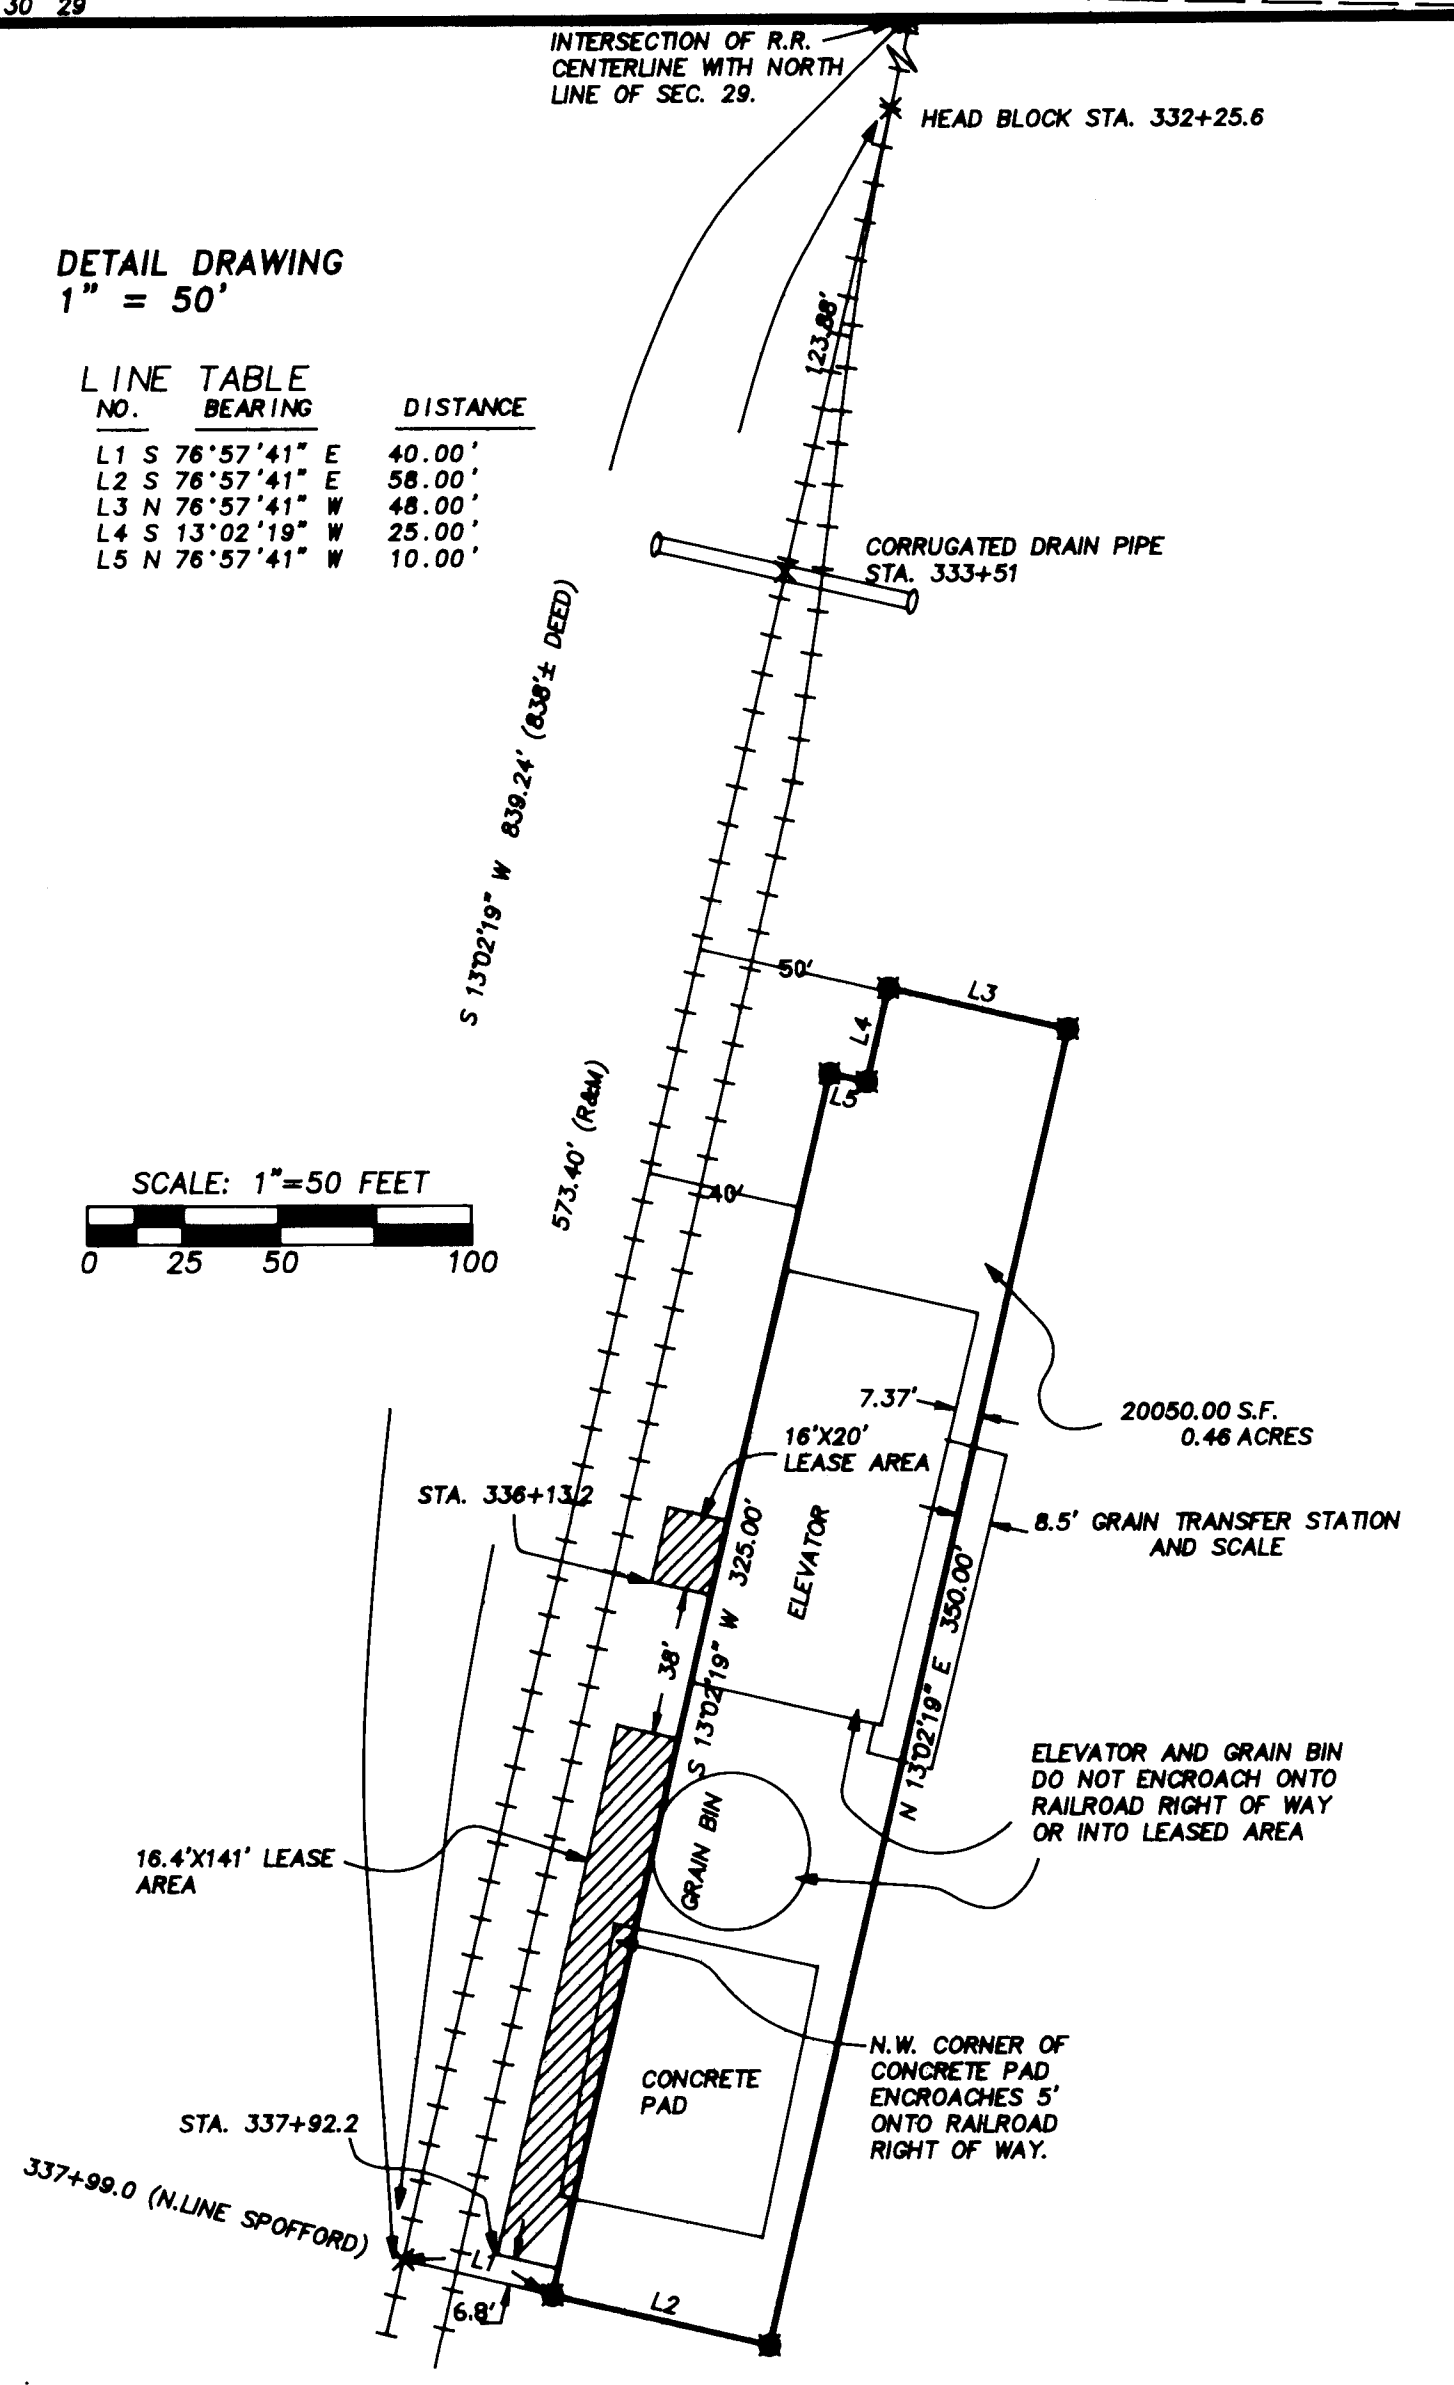 30 29
INTERSECTION OF R.R.
CENTERLINE WITH NORTH
LINE OF SEC. 29.
HEAD BLOCK STA. 332+25.6
DETAIL DRAWING
1" = 50'
123.88'
LINE TABLE
NO. BEARING DISTANCE
L1 S 76°57'41" E 40.00'
L2 S 76°57'41" E 58.00'
L3 N 76°57'41" W 48.00'
L4 S 13°02'19" W 25.00'
L5 N 76°57'41" W 10.00'
CORRUGATED DRAIN PIPE
STA. 333+51
S 13°02'19" W 839.24' (838'± DEED)
50'
L3
L4
L5
573.40' (R&M)
40'
SCALE: 1"=50 FEET
0 25 50 100
7.37'
20050.00 S.F.
0.46 ACRES
16'X20'
LEASE AREA
STA. 336+13.2
8.5' GRAIN TRANSFER STATION
AND SCALE
ELEVATOR
S 13°02'19" W 325.00'
N 13°02'19" E 350.00'
38'
GRAIN BIN
ELEVATOR AND GRAIN BIN
DO NOT ENCROACH ONTO
RAILROAD RIGHT OF WAY
OR INTO LEASED AREA
16.4'X141' LEASE
AREA
N.W. CORNER OF
CONCRETE PAD
ENCROACHES 5'
ONTO RAILROAD
RIGHT OF WAY.
CONCRETE
PAD
STA. 337+92.2
337+99.0 (N.LINE SPOFFORD)
L1
6.8'
L2